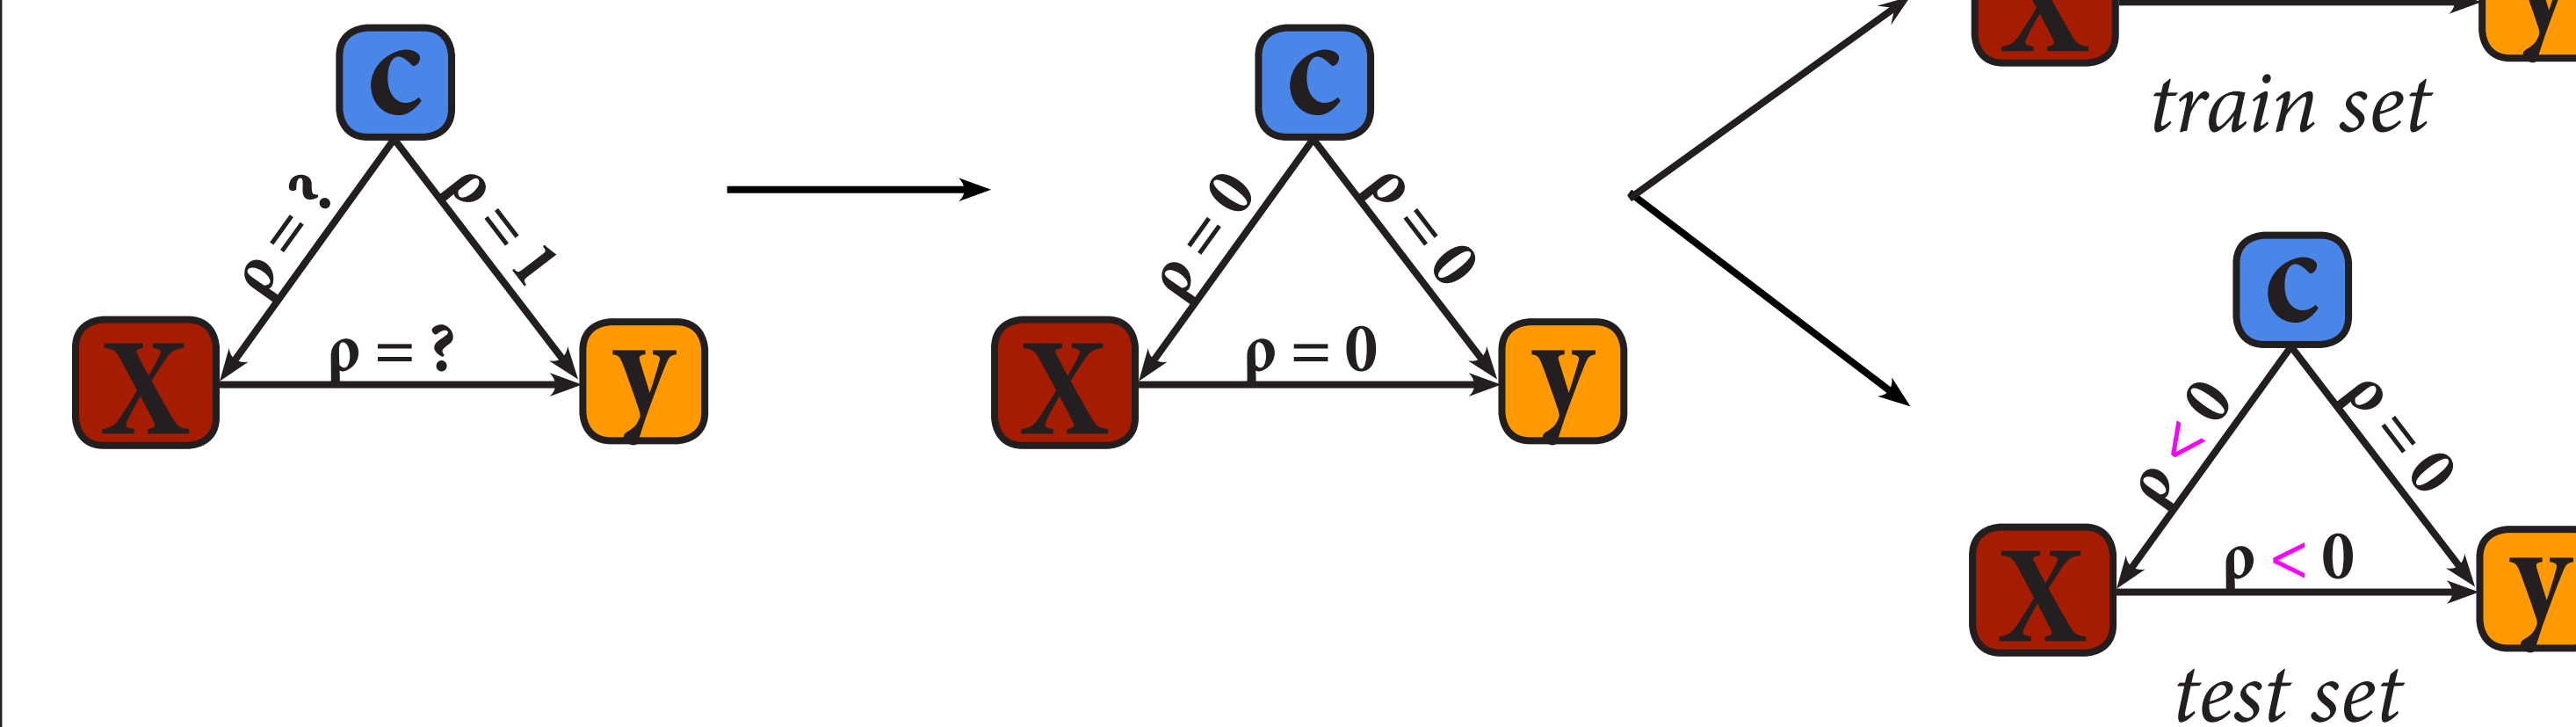 c
ρ = ?
ρ = 1
X
ρ = ?
y
c
ρ = 0
ρ = 0
X
ρ = 0
y
X
y
train set
c
ρ < 0
ρ = 0
X
ρ < 0
y
test set